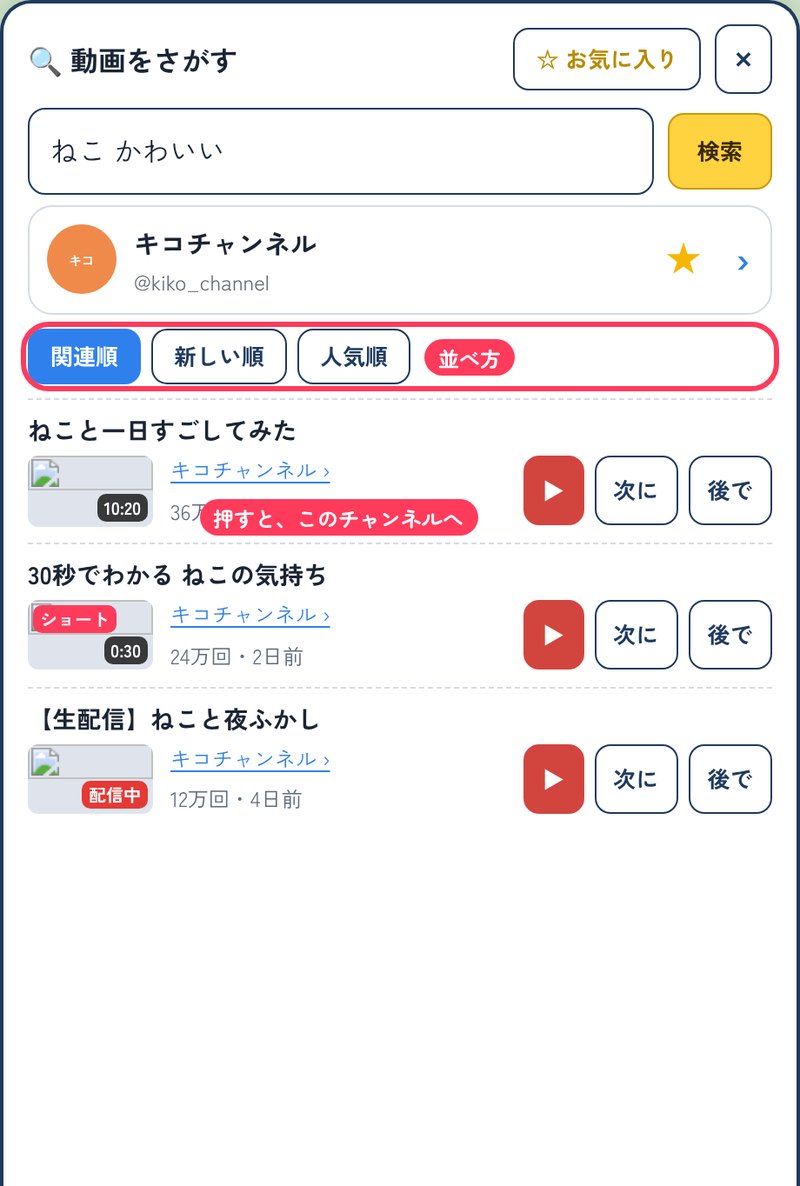 🔍 動画をさがす
☆ お気に入り
×
ねこ かわいい
検索
キコ
キコチャンネル
@kiko_channel
★ ›
関連順 新しい順 人気順 並べ方
ねこと一日すごしてみた
キコチャンネル ›
10:20
36万
押すと、このチャンネルへ
▶ 次に 後で
30秒でわかる ねこの気持ち
ショート
キコチャンネル ›
0:30
24万回・2日前
▶ 次に 後で
【生配信】ねこと夜ふかし
キコチャンネル ›
配信中
12万回・4日前
▶ 次に 後で